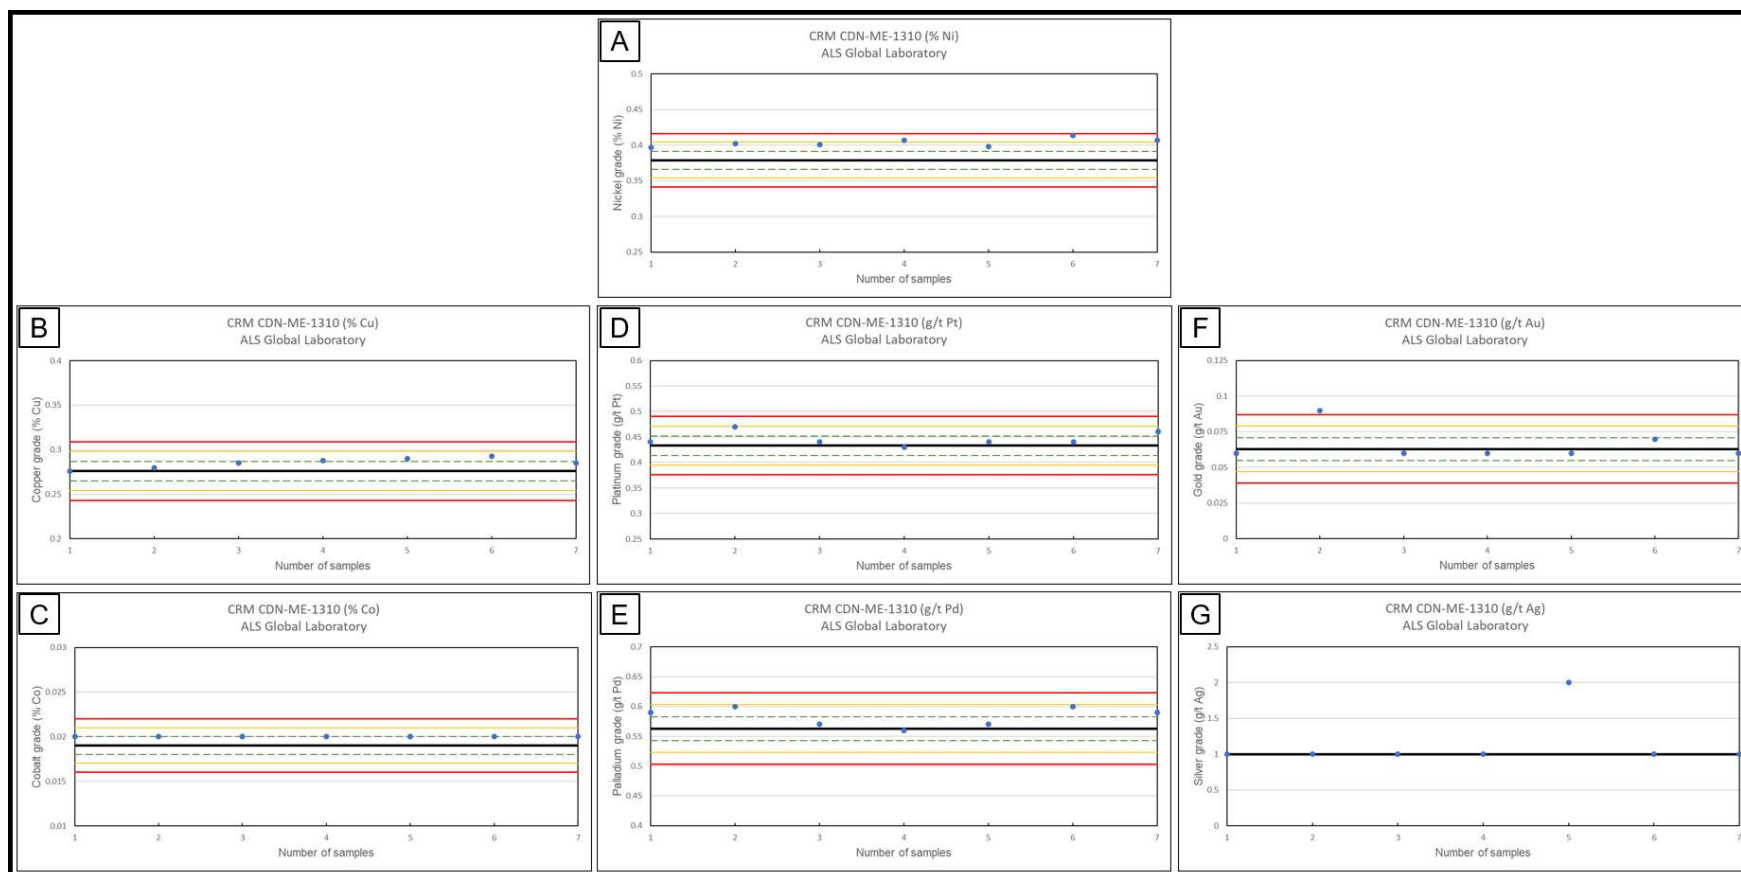 A
CRM CDN-ME-1310 (% Ni)
ALS Global Laboratory
Nickel grade (% Ni)
0.5
0.45
0.4
0.35
0.3
0.25
1 2 3 4 5 6 7
Number of samples
B
CRM CDN-ME-1310 (% Cu)
ALS Global Laboratory
Copper grade (% Cu)
0.4
0.35
0.3
0.25
0.2
1 2 3 4 5 6 7
Number of samples
D
CRM CDN-ME-1310 (g/t Pt)
ALS Global Laboratory
Platinum grade (g/t Pt)
0.6
0.55
0.5
0.45
0.4
0.35
0.3
0.25
1 2 3 4 5 6 7
Number of samples
F
CRM CDN-ME-1310 (g/t Au)
ALS Global Laboratory
Gold grade (g/t Au)
0.125
0.1
0.075
0.05
0.025
0
1 2 3 4 5 6 7
Number of samples
C
CRM CDN-ME-1310 (% Co)
ALS Global Laboratory
Cobalt grade (% Co)
0.03
0.025
0.02
0.015
0.01
1 2 3 4 5 6 7
Number of samples
E
CRM CDN-ME-1310 (g/t Pd)
ALS Global Laboratory
Palladium grade (g/t Pd)
0.7
0.65
0.6
0.55
0.5
0.45
0.4
1 2 3 4 5 6 7
Number of samples
G
CRM CDN-ME-1310 (g/t Ag)
ALS Global Laboratory
Silver grade (g/t Ag)
2.5
2
1.5
1
0.5
0
1 2 3 4 5 6 7
Number of samples